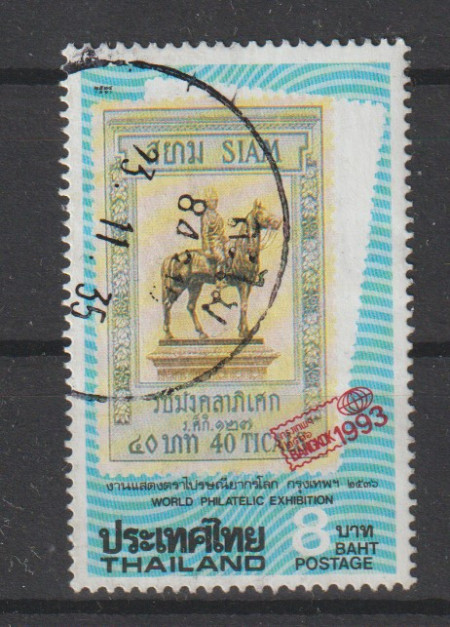 สยาม SIAM
23. 11. 35
รัชมังคลาภิเศก
ร.ศ๊ก.๑๒๗
๔๐ บาท 40 TICA
BANGKOK 1993
งานแสดงตราไปรษณียากรโลก กรุงเทพฯ ๒๕๓๖
WORLD PHILATELIC EXHIBITION
ประเทศไทย 8 บาท
THAILAND BAHT
POSTAGE